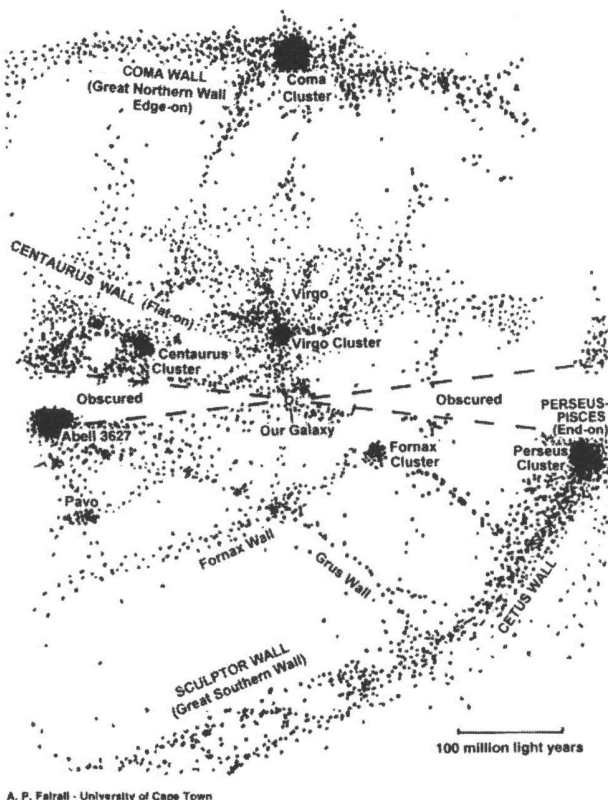 COMA WALL
(Great Northern Wall
Edge-on)
Coma
Cluster
CENTAURUS WALL (Flat-on)
Virgo
Virgo Cluster
Centaurus
Cluster
Obscured
Obscured
Our Galaxy
Abell 3627
PERSEUS-
PISCES
(End-on)
Perseus
Cluster
Fornax
Cluster
Pavo
Fornax Wall
Grus Wall
CETUS WALL
SCULPTOR WALL
(Great Southern Wall)
100 million light years
A. P. Fairall - University of Cape Town